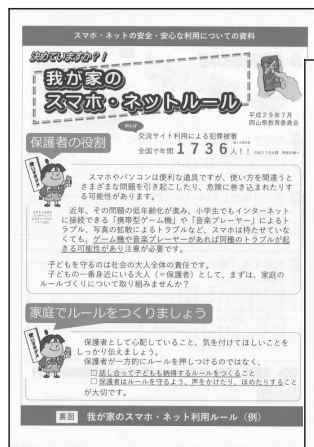 スマホ・ネットの安全・安心な利用についての資料
決めていますか？！
我が家の
スマホ・ネットルール
平成２９年７月
岡山県教育委員会
例えば
交流サイト利用による犯罪被害
全国で年間１７３６人！！
保護者の役割
スマホやパソコンは便利な道具ですが、使い方を間違うと
さまざまな問題を引き起こしたり、危険に巻き込まれたりす
る可能性があります。
近年、その問題の低年齢化が進み、小学生でもインターネット
に接続できる「携帯型ゲーム機」や「音楽プレーヤー」によるト
ラブル、写真の拡散によるトラブルなど、スマホは持たせていな
くても、ゲーム機や音楽プレーヤーがあれば同種のトラブルが起
きる可能性があり注意が必要です。
子どもを守るのは社会の大人全体の責任です。
子どもの一番身近にいる大人（＝保護者）として、まずは、家庭の
ルールづくりについて取り組みませんか？
家庭でルールをつくりましょう
保護者として心配していること、気を付けてほしいことを
しっかり伝えましょう。
保護者が一方的にルールを押しつけるのではなく、
□ 話し合って子どもも納得するルールをつくること
□ 保護者はルールを守るよう、声をかけたり、ほめたりすること
が大切です。
裏面 我が家のスマホ・ネット利用ルール（例）